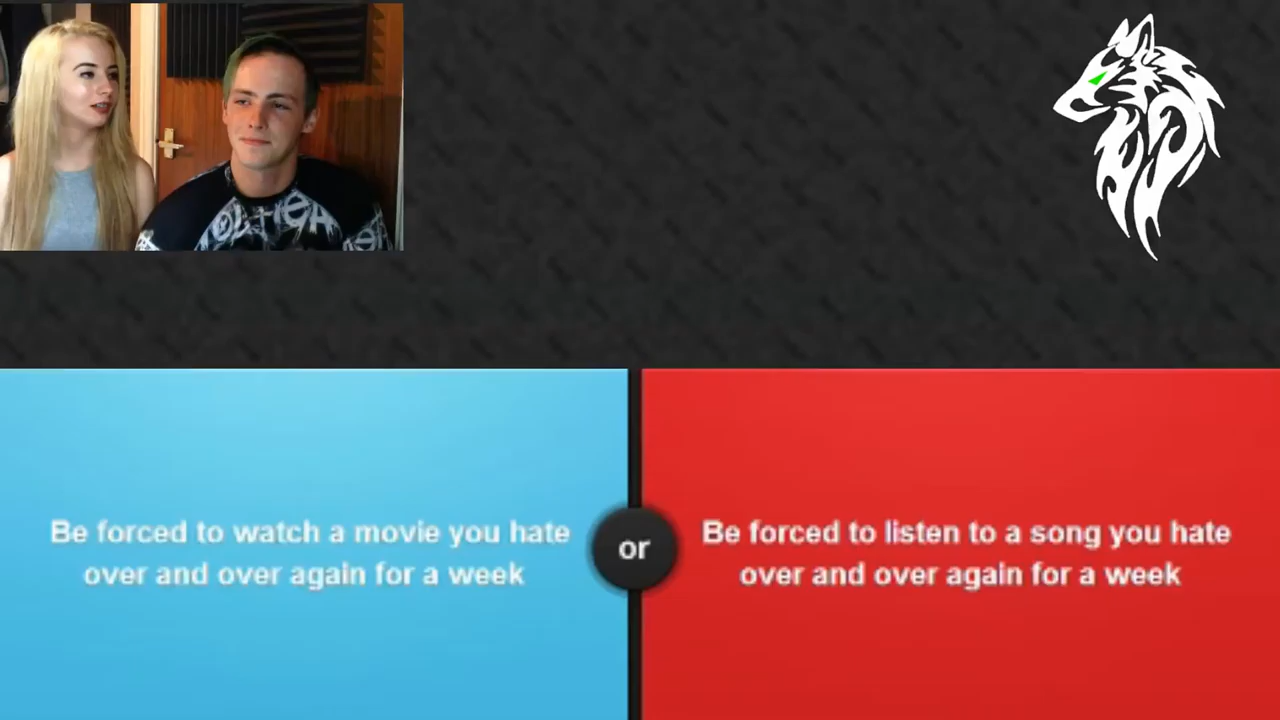 Be forced to watch a movie you hate
over and over again for a week
or
Be forced to listen to a song you hate
over and over again for a week